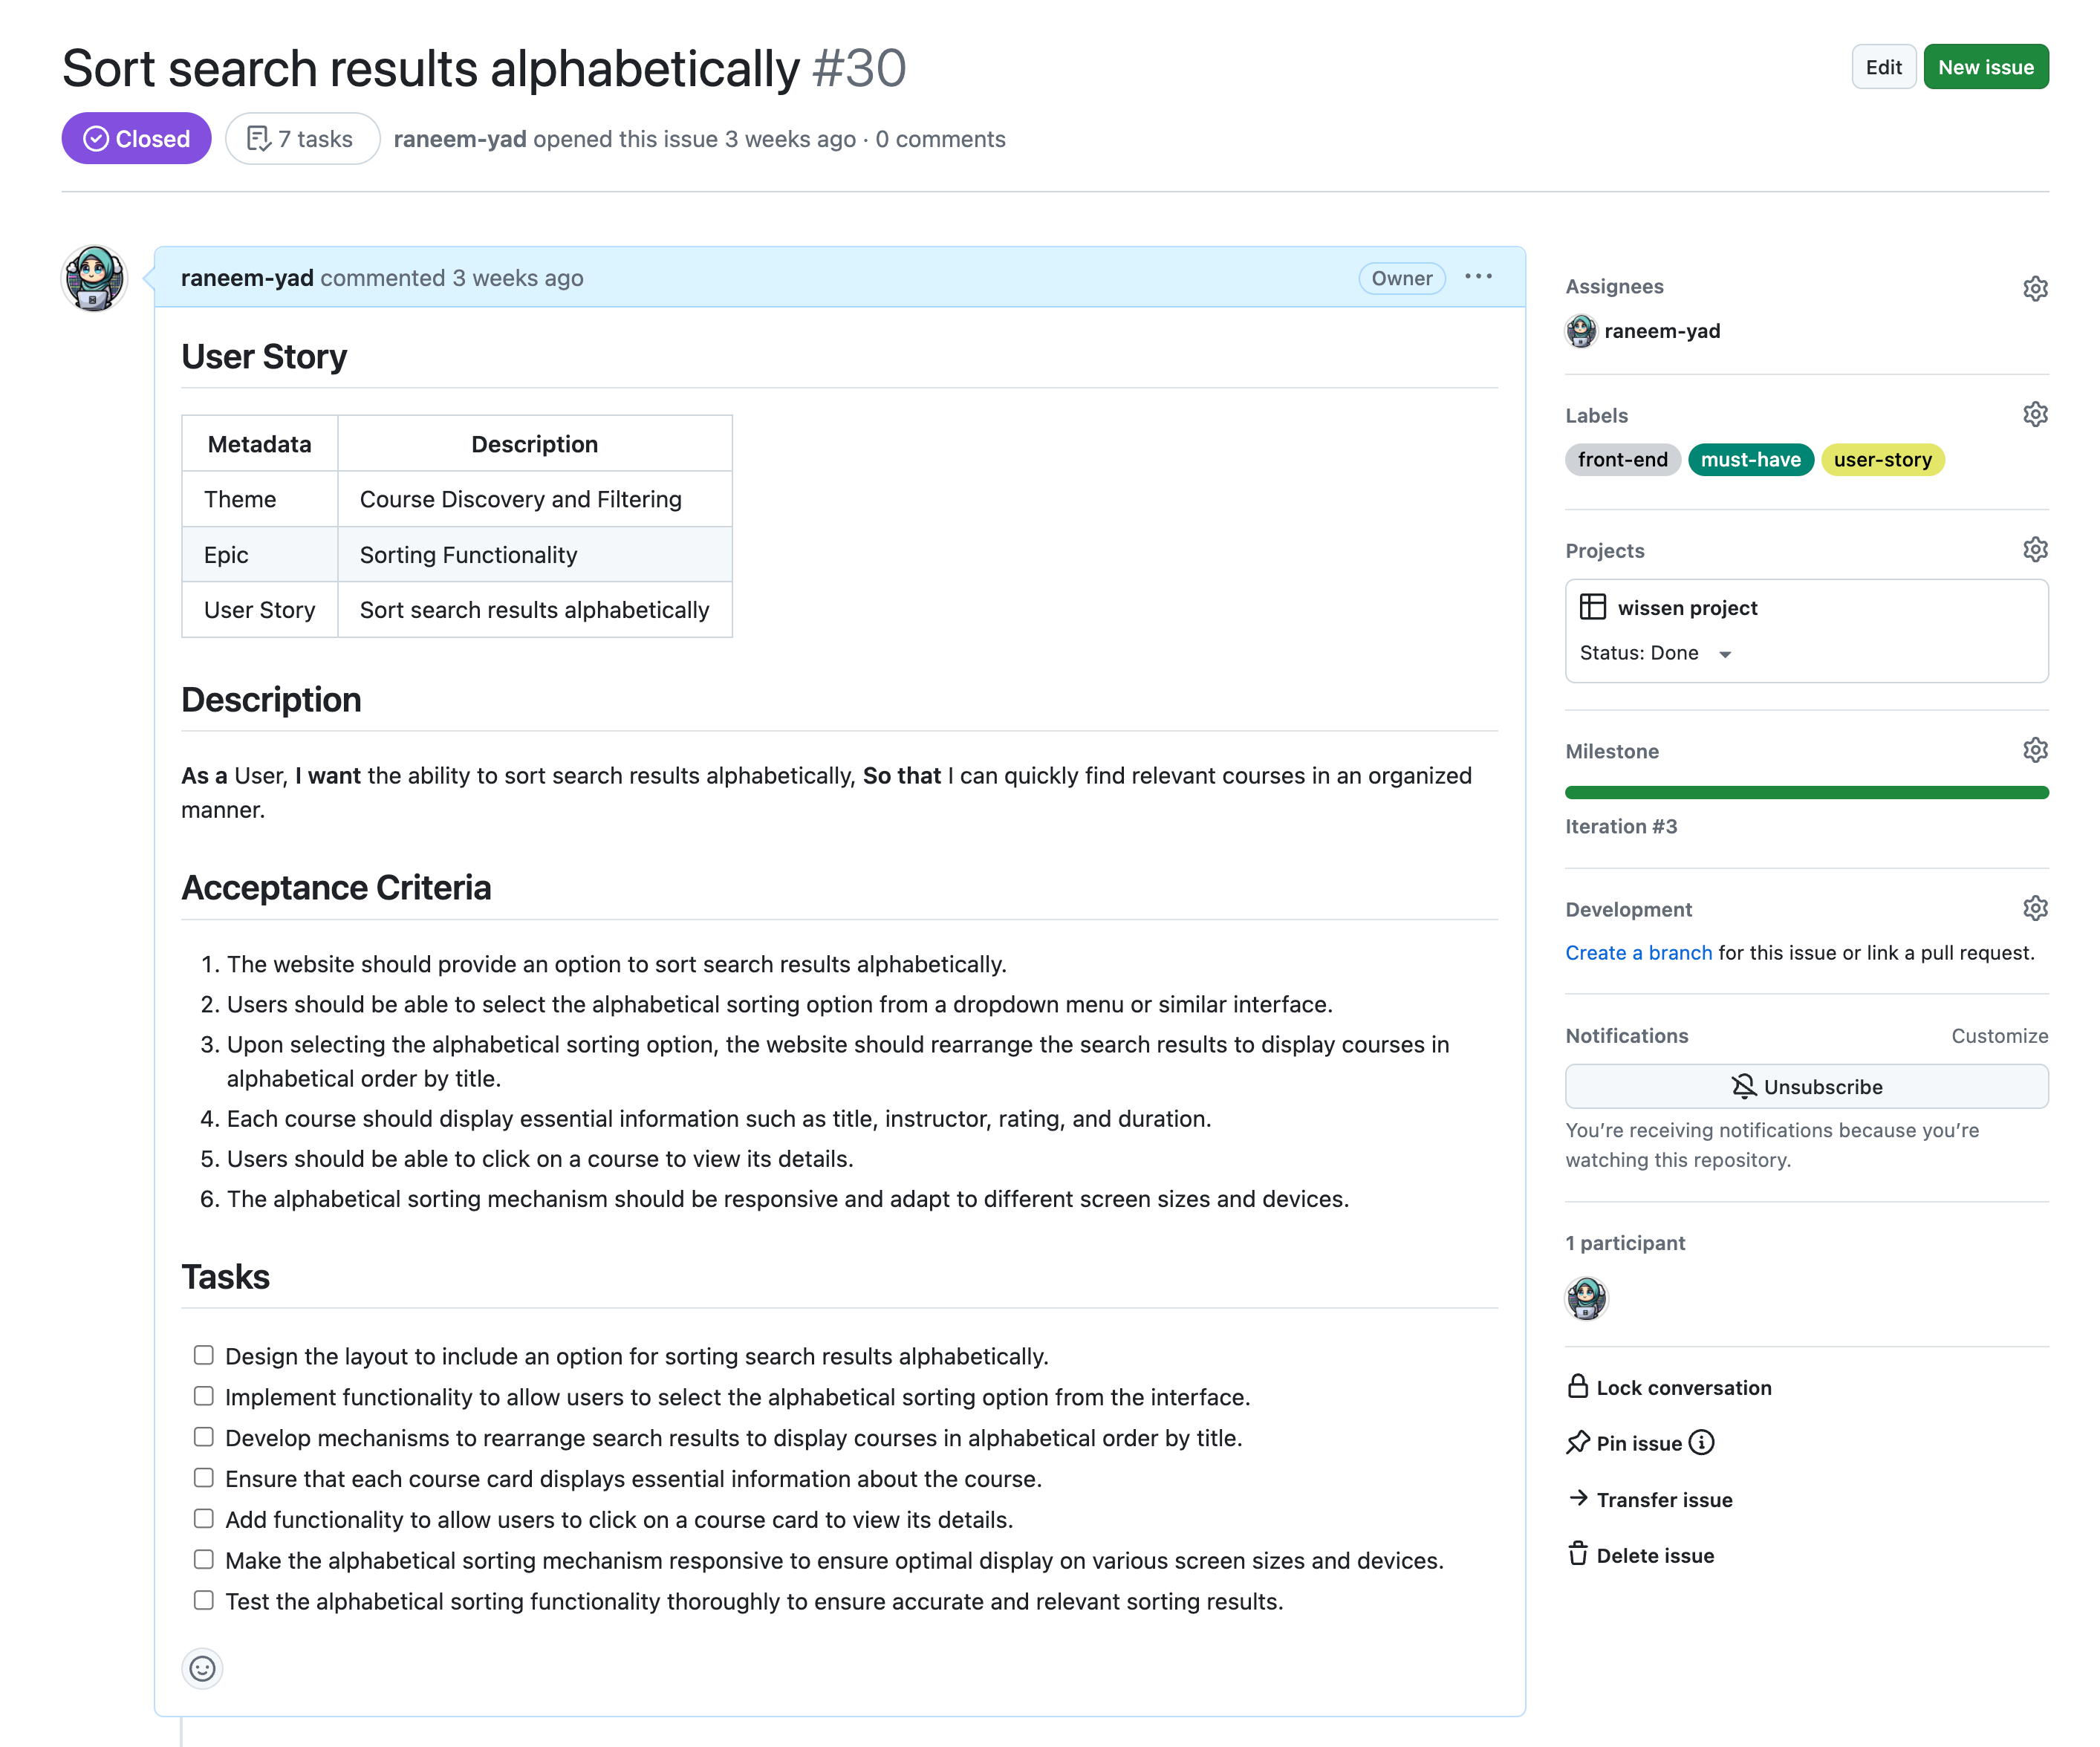 Sort search results alphabetically #30
Edit
New issue
Closed
7 tasks
raneem-yad opened this issue 3 weeks ago · 0 comments
raneem-yad commented 3 weeks ago
Owner
User Story
Metadata Description
Theme Course Discovery and Filtering
Epic Sorting Functionality
User Story Sort search results alphabetically
Description
As a User, I want the ability to sort search results alphabetically, So that I can quickly find relevant courses in an organized
manner.
Acceptance Criteria
1. The website should provide an option to sort search results alphabetically.
2. Users should be able to select the alphabetical sorting option from a dropdown menu or similar interface.
3. Upon selecting the alphabetical sorting option, the website should rearrange the search results to display courses in
alphabetical order by title.
4. Each course should display essential information such as title, instructor, rating, and duration.
5. Users should be able to click on a course to view its details.
6. The alphabetical sorting mechanism should be responsive and adapt to different screen sizes and devices.
Tasks
Design the layout to include an option for sorting search results alphabetically.
Implement functionality to allow users to select the alphabetical sorting option from the interface.
Develop mechanisms to rearrange search results to display courses in alphabetical order by title.
Ensure that each course card displays essential information about the course.
Add functionality to allow users to click on a course card to view its details.
Make the alphabetical sorting mechanism responsive to ensure optimal display on various screen sizes and devices.
Test the alphabetical sorting functionality thoroughly to ensure accurate and relevant sorting results.
Assignees
raneem-yad
Labels
front-end must-have user-story
Projects
wissen project
Status: Done
Milestone
Iteration #3
Development
Create a branch for this issue or link a pull request.
Notifications Customize
Unsubscribe
You're receiving notifications because you're
watching this repository.
1 participant
Lock conversation
Pin issue
Transfer issue
Delete issue